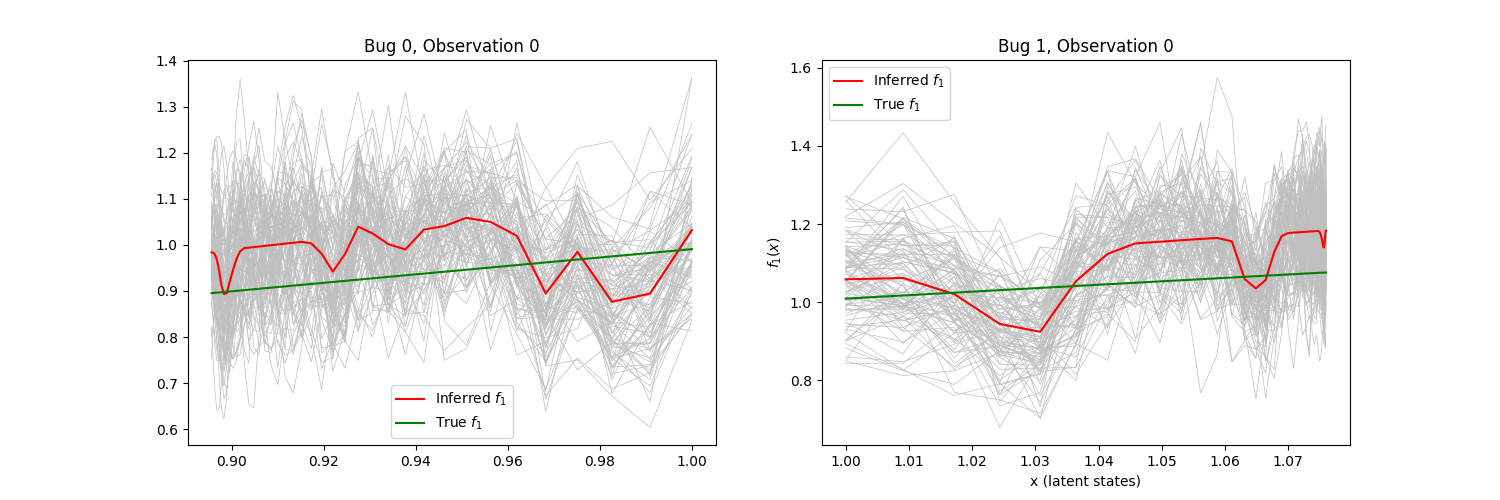 Bug 0, Observation 0
1.4
1.3
1.2
1.1
1.0
0.9
0.8
0.7
0.6
Inferred f₁
True f₁
0.90 0.92 0.94 0.96 0.98 1.00
Bug 1, Observation 0
f₁(x)
1.6
1.4
1.2
1.0
0.8
Inferred f₁
True f₁
1.00 1.01 1.02 1.03 1.04 1.05 1.06 1.07
x (latent states)